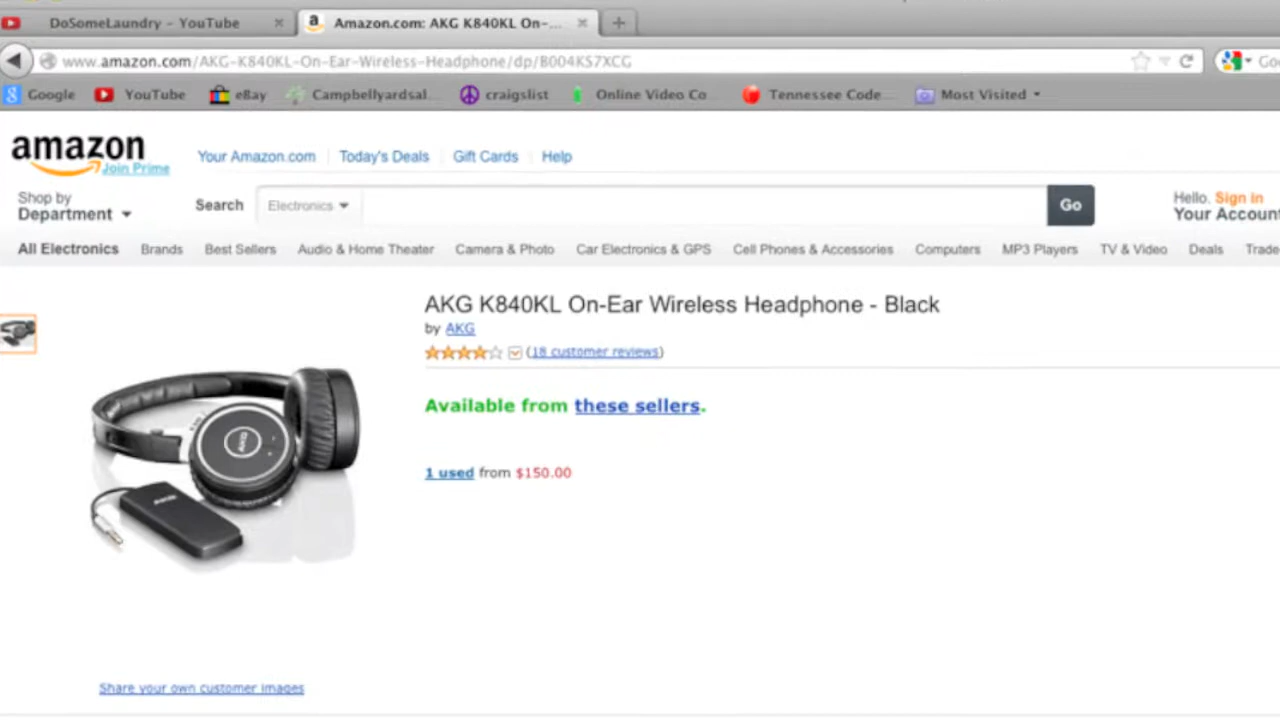 DoSomeLaundry - YouTube
Amazon.com: AKG K840KL On-...
www.amazon.com/AKG-K840KL-On-Ear-Wireless-Headphone/dp/B004KS7XCG
Google YouTube eBay Campbellyardsal... craigslist Online Video Co... Tennessee Code... Most Visited
amazon
Join Prime
Your Amazon.com Today's Deals Gift Cards Help
Shop by
Department
Search Electronics Go
Hello. Sign in
Your Account
All Electronics Brands Best Sellers Audio & Home Theater Camera & Photo Car Electronics & GPS Cell Phones & Accessories Computers MP3 Players TV & Video Deals Trade
AKG K840KL On-Ear Wireless Headphone - Black
by AKG
(18 customer reviews)
Available from these sellers.
1 used from $150.00
AKG
AKG
Share your own customer images